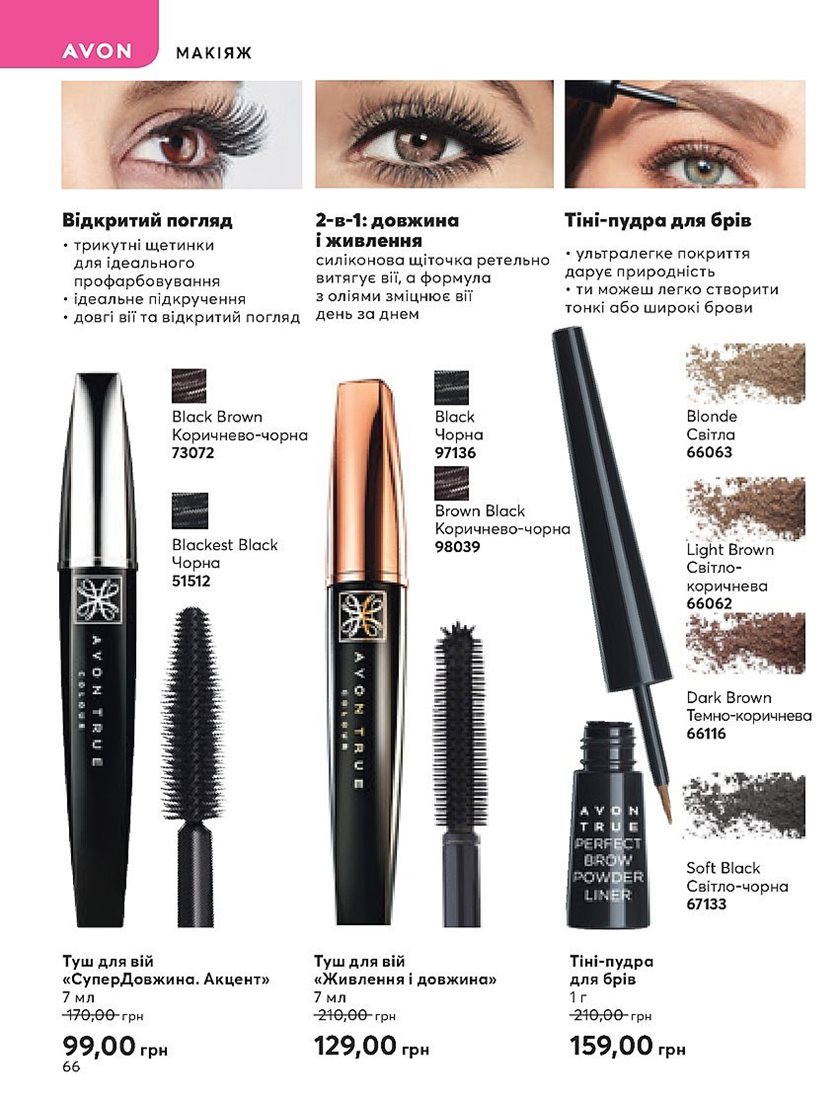 AVON
МАКІЯЖ
Відкритий погляд
• трикутні щетинки
для ідеального
профарбовування
• ідеальне підкручення
• довгі вії та відкритий погляд
2-в-1: довжина
і живлення
силіконова щіточка ретельно
витягує вії, а формула
з оліями зміцнює вії
день за днем
Тіні-пудра для брів
• ультралегке покриття
дарує природність
• ти можеш легко створити
тонкі або широкі брови
Black Brown
Коричнево-чорна
73072
Blackest Black
Чорна
51512
AVON TRUE
COLOUR
Black
Чорна
97136
Brown Black
Коричнево-чорна
98039
AVON TRUE
COLOUR
Blonde
Світла
66063
Light Brown
Світло-
коричнева
66062
Dark Brown
Темно-коричнева
66116
Soft Black
Світло-чорна
67133
AVON
TRUE
PERFECT
BROW
POWDER
LINER
Туш для вій
«СуперДовжина. Акцент»
7 мл
170,00 грн
99,00 грн
Туш для вій
«Живлення і довжина»
7 мл
210,00 грн
129,00 грн
Тіні-пудра
для брів
1 г
210,00 грн
159,00 грн
66